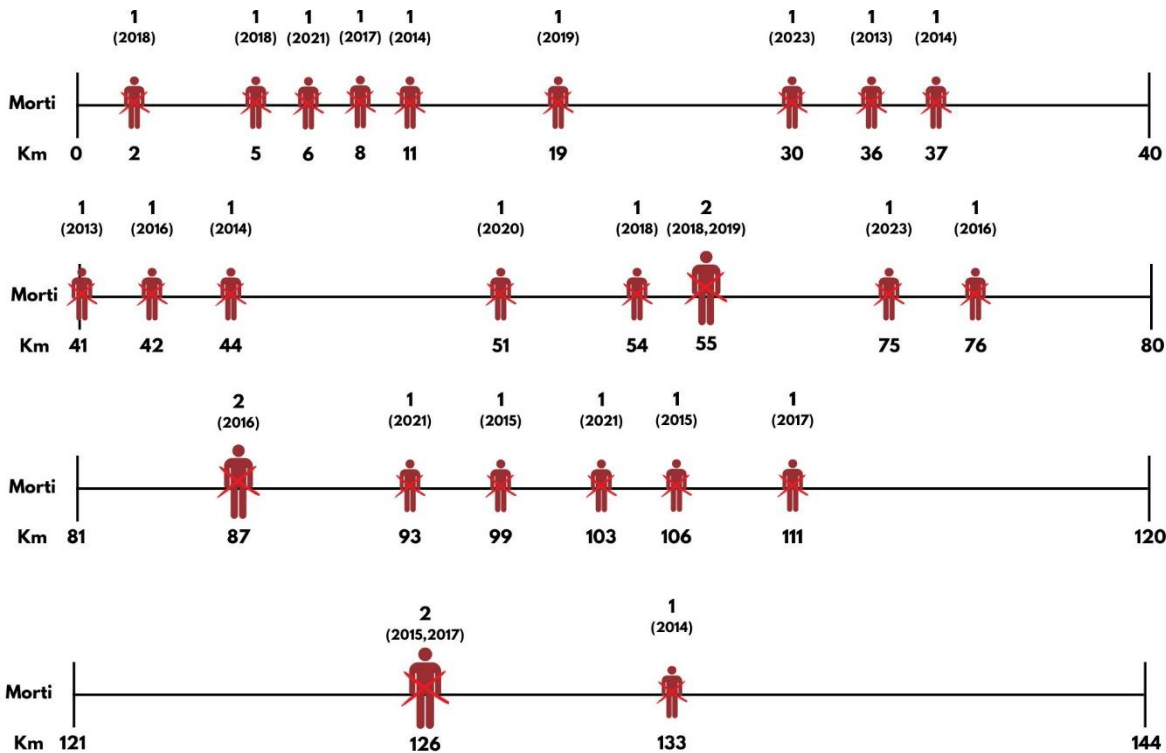 1 1 1 1 1 1 1 1 1
(2018) (2018) (2021) (2017) (2014) (2019) (2023) (2013) (2014)
Morti
Km 0 2 5 6 8 11 19 30 36 37 40
1 1 1 1 1 2 1 1
(2013) (2016) (2014) (2020) (2018) (2018,2019) (2023) (2016)
Morti
Km 41 42 44 51 54 55 75 76 80
2 1 1 1 1 1
(2016) (2021) (2015) (2021) (2015) (2017)
Morti
Km 81 87 93 99 103 106 111 120
2 1
(2015,2017) (2014)
Morti
Km 121 126 133 144